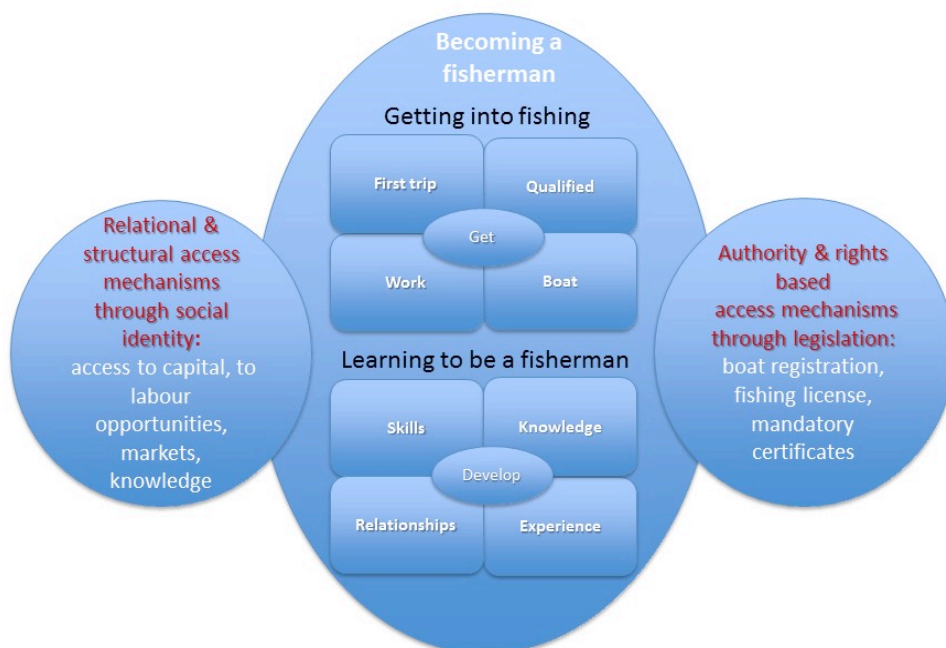 Becoming a
fisherman
Getting into fishing
First trip
Qualified
Get
Work
Boat
Learning to be a fisherman
Skills
Knowledge
Develop
Relationships
Experience
Relational &
structural access
mechanisms
through social
identity:
access to capital, to
labour
opportunities,
markets,
knowledge
Authority & rights
based
access mechanisms
through legislation:
boat registration,
fishing license,
mandatory
certificates